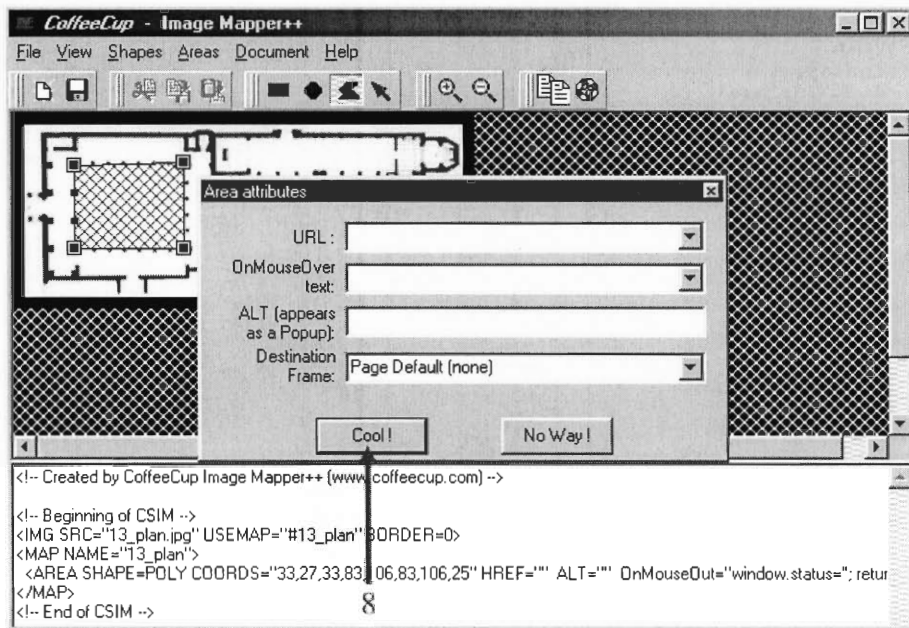 CoffeeCup - Image Mapper++
File View Shapes Areas Document Help
Area attributes
URL :
OnMouseOver
text:
ALT (appears
as a Popup):
Destination
Frame:
Page Default (none)
Cool !
No Way !
<!-- Created by CoffeeCup Image Mapper++ (www.coffeecup.com) -->
<!-- Beginning of CSIM -->
<IMG SRC="13_plan.jpg" USEMAP="#13_plan" BORDER=0>
<MAP NAME="13_plan">
<AREA SHAPE=POLY COORDS="33,27,33,83,106,83,106,25" HREF="" ALT="" OnMouseOut="window.status=''; retur
</MAP>
<!-- End of CSIM -->
8